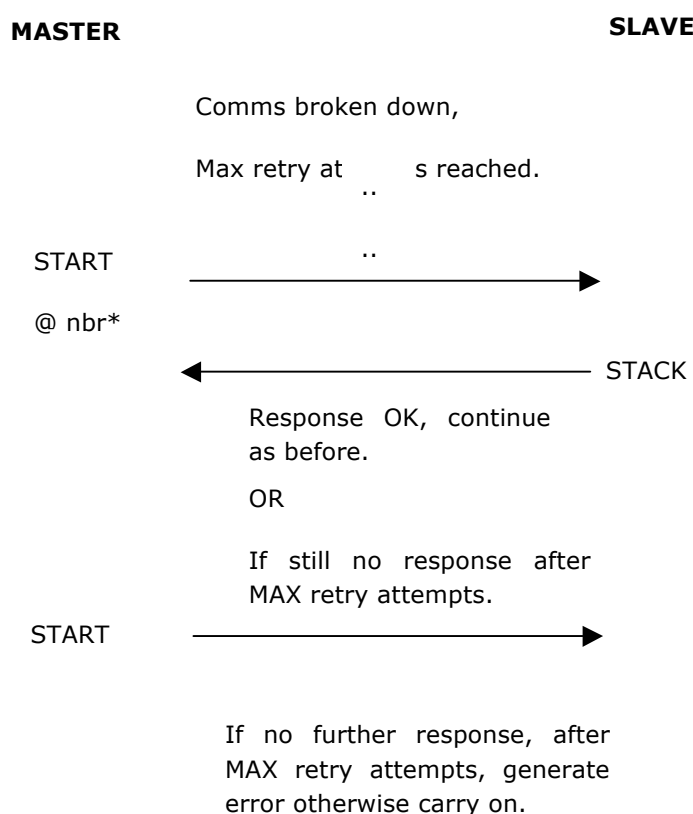 MASTER SLAVE
Comms broken down,
Max retry at s reached.
..
START ..
@ nbr*
STACK
Response OK, continue
as before.
OR
If still no response after
MAX retry attempts.
START
If no further response, after
MAX retry attempts, generate
error otherwise carry on.